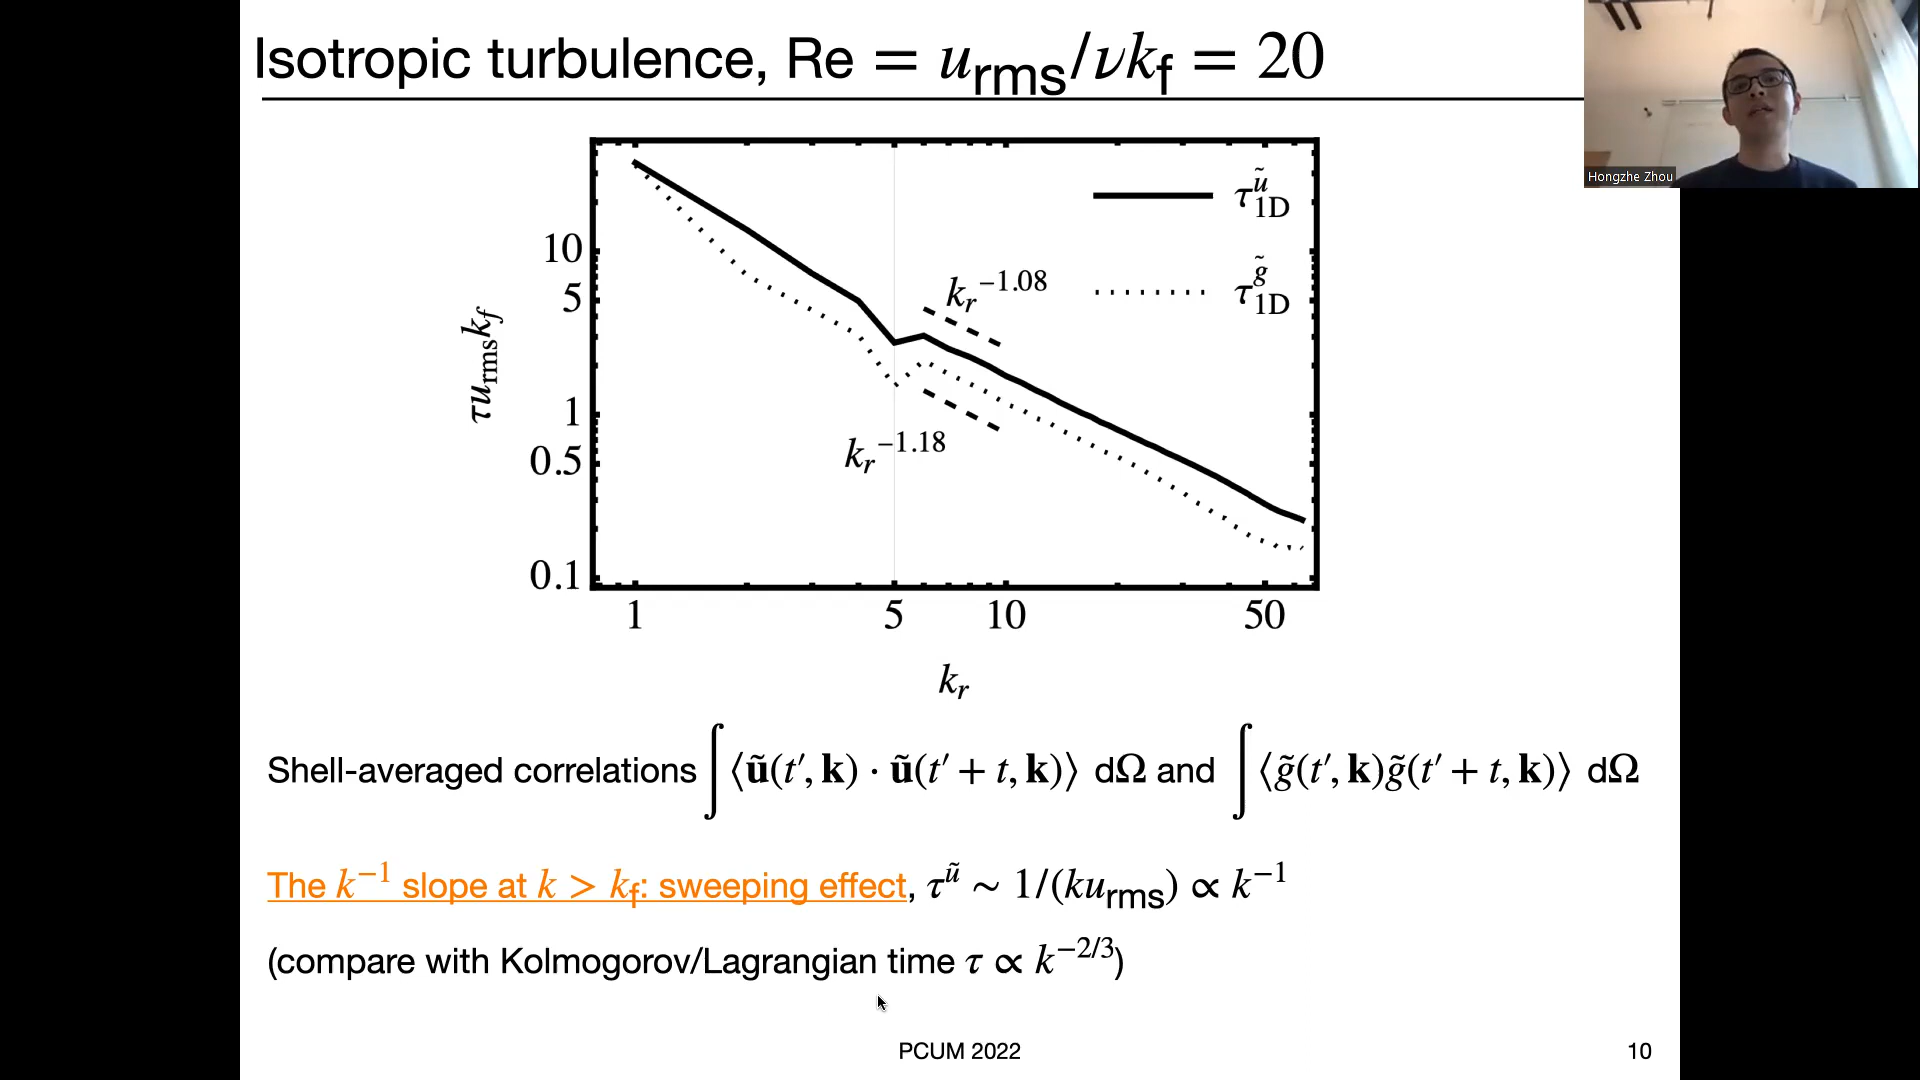 Isotropic turbulence, Re = u_rms/νk_f = 20
Hongzhe Zhou
τ^ũ_1D
τ^g̃_1D
k_r^−1.08
k_r^−1.18
τu_rms k_f
10
5
1
0.5
0.1
1 5 10 50
k_r
Shell-averaged correlations ∫⟨ũ(t′, k) · ũ(t′ + t, k)⟩ dΩ and ∫⟨g̃(t′, k)g̃(t′ + t, k)⟩ dΩ
The k^−1 slope at k > k_f: sweeping effect, τ^ũ ∼ 1/(ku_rms) ∝ k^−1
(compare with Kolmogorov/Lagrangian time τ ∝ k^−2/3)
PCUM 2022
10